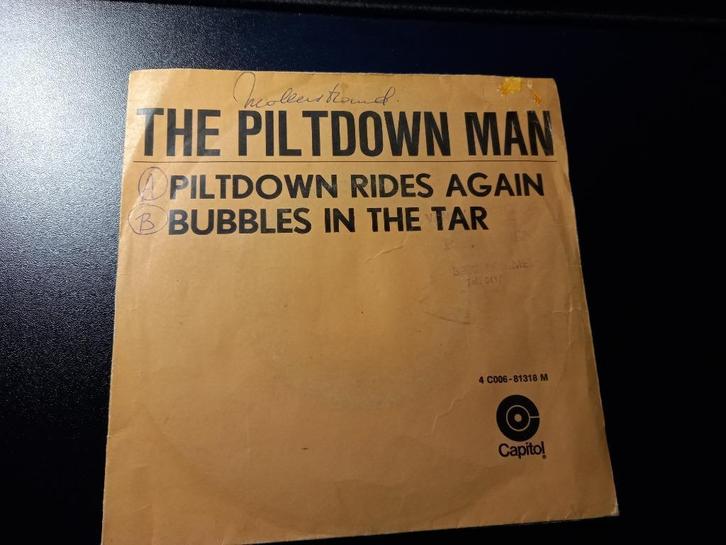 THE PILTDOWN MAN
A PILTDOWN RIDES AGAIN
B BUBBLES IN THE TAR
4 C006-81318 M
Capitol